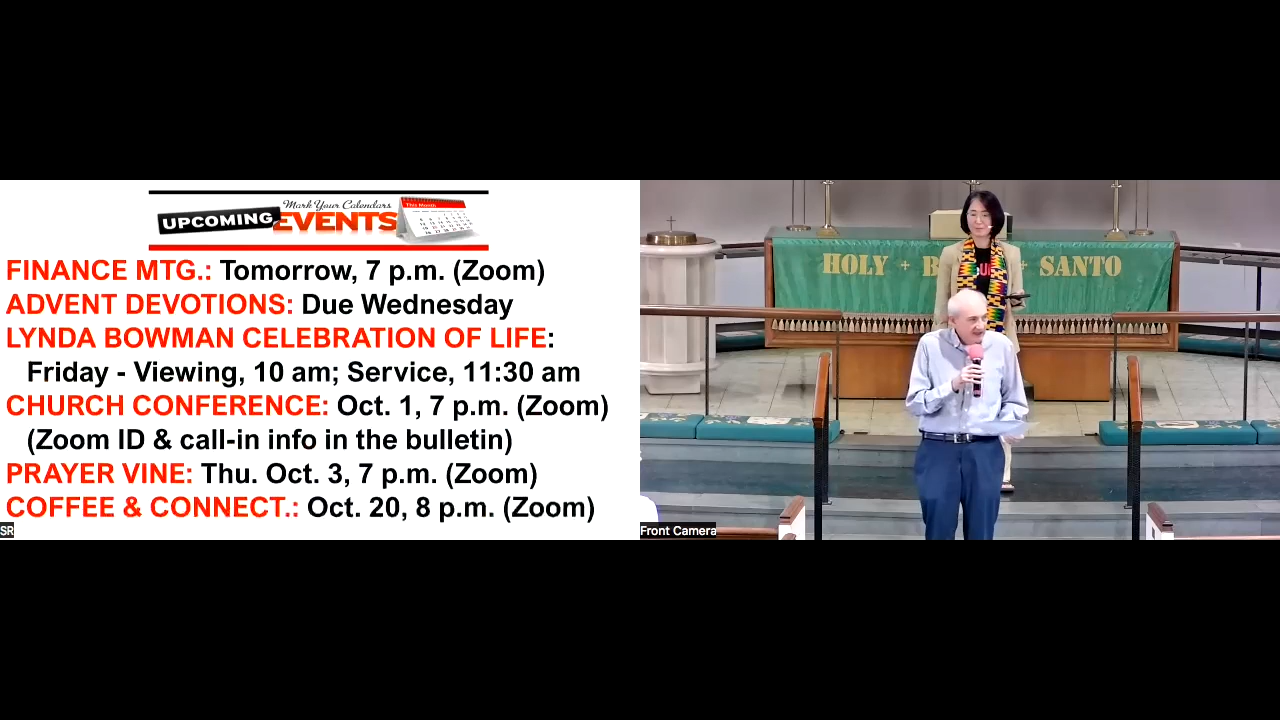 UPCOMING
Mark Your Calendars
EVENTS
This Month
FINANCE MTG.: Tomorrow, 7 p.m. (Zoom)
ADVENT DEVOTIONS: Due Wednesday
LYNDA BOWMAN CELEBRATION OF LIFE:
Friday - Viewing, 10 am; Service, 11:30 am
CHURCH CONFERENCE: Oct. 1, 7 p.m. (Zoom)
(Zoom ID & call-in info in the bulletin)
PRAYER VINE: Thu. Oct. 3, 7 p.m. (Zoom)
COFFEE & CONNECT.: Oct. 20, 8 p.m. (Zoom)
SR
HOLY + + SANTO
Front Camera